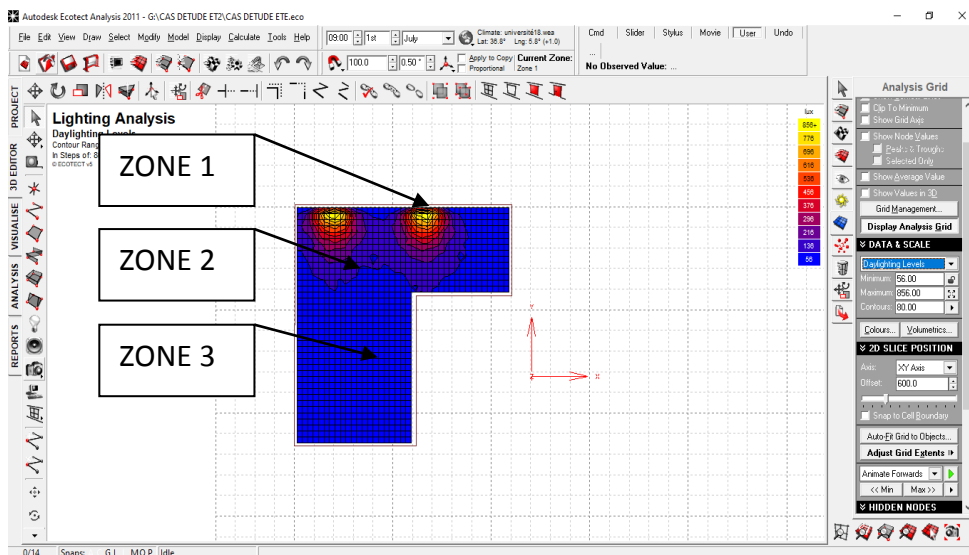 Autodesk Ecotect Analysis 2011 - G:\CAS DETUDE ET2\CAS DETUDE ETE.eco
File Edit View Draw Select Modify Model Display Calculate Tools Help
09:00 1st July
Climate: université18.wea
Lat: 36.8° Lng: 5.8° (+1.0)
Cmd Slider Stylus Movie User Undo
...
No Observed Value: ...
100.0 0.50°
Apply to Copy
Proportional
Current Zone:
Zone 1
PROJECT
3D EDITOR
VISUALISE
ANALYSIS
REPORTS
Lighting Analysis
Daylighting Levels
Contour Rang
In Steps of: 8
© ECOTECT v5
ZONE 1
ZONE 2
ZONE 3
Y
Z
X
lux
856+
776
696
616
536
456
376
296
216
136
56
Analysis Grid
Clip To Minimum
Show Grid Axis
Show Node Values
Peaks & Troughs
Selected Only
Show Average Value
Show Values in 3D
Grid Management...
Display Analysis Grid
DATA & SCALE
Daylighting Levels
Minimum: 56.00
Maximum: 856.00
Contours: 80.00
Colours... Volumetrics...
2D SLICE POSITION
Axis: XY Axis
Offset: 600.0
Snap to Cell Boundary
Auto-Fit Grid to Objects...
Adjust Grid Extents
Animate Forwards
<< Min Max >>
HIDDEN NODES
0/14 Snaps: G I M O P Idle